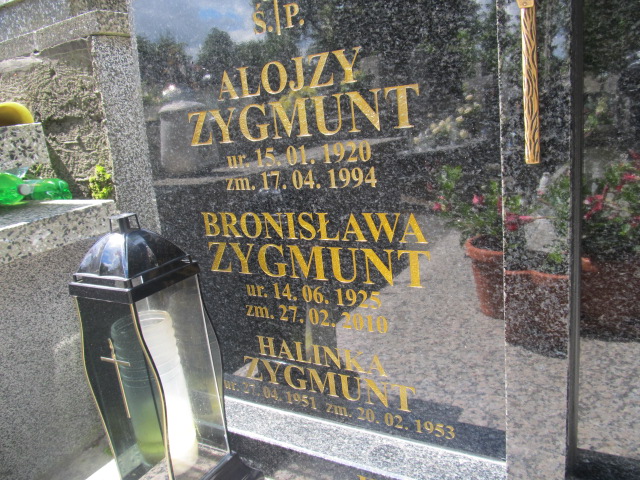 Ś.P.
ALOJZY
ZYGMUNT
ur. 15. 01. 1920
zm. 17. 04. 1994
BRONISŁAWA
ZYGMUNT
ur. 14. 06. 1925
zm. 27. 02. 2010
HALINKA
ZYGMUNT
ur. 27. 04. 1951 zm. 20. 02. 1953